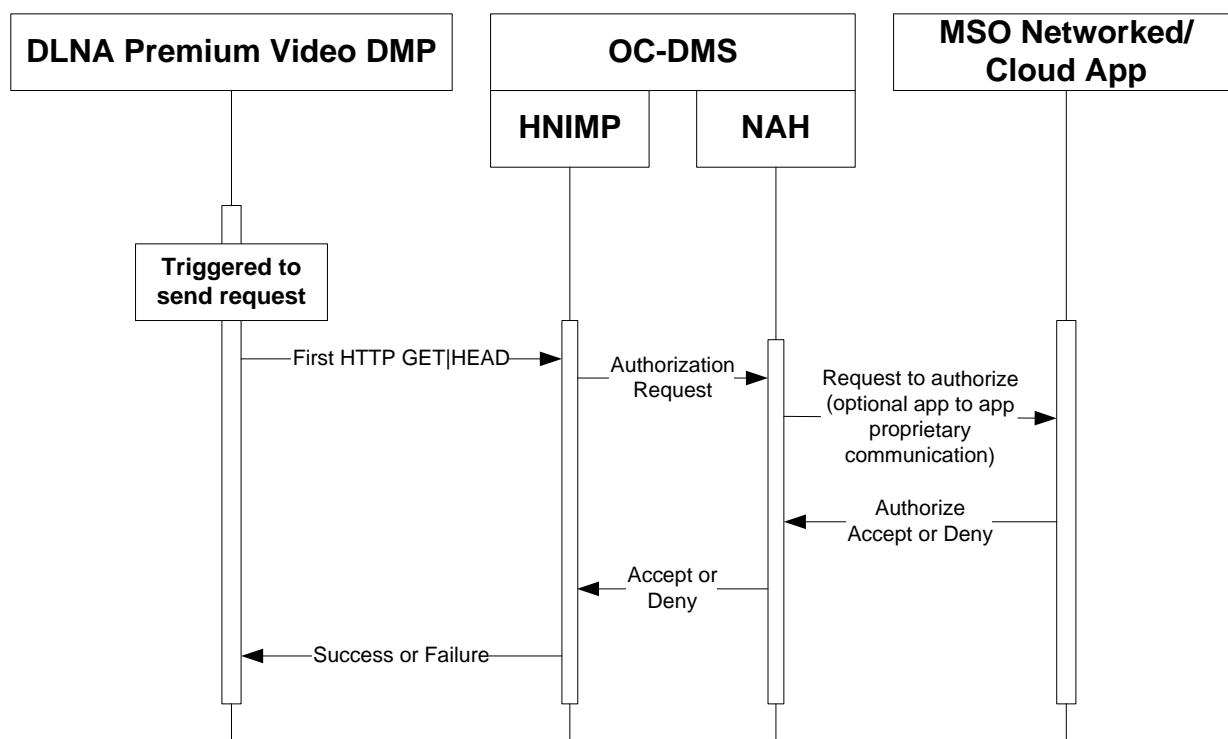 DLNA Premium Video DMP
OC-DMS
MSO Networked/
Cloud App
HNIMP
NAH
Triggered to
send request
First HTTP GET|HEAD
Authorization
Request
Request to authorize
(optional app to app
proprietary
communication)
Authorize
Accept or Deny
Accept or
Deny
Success or Failure